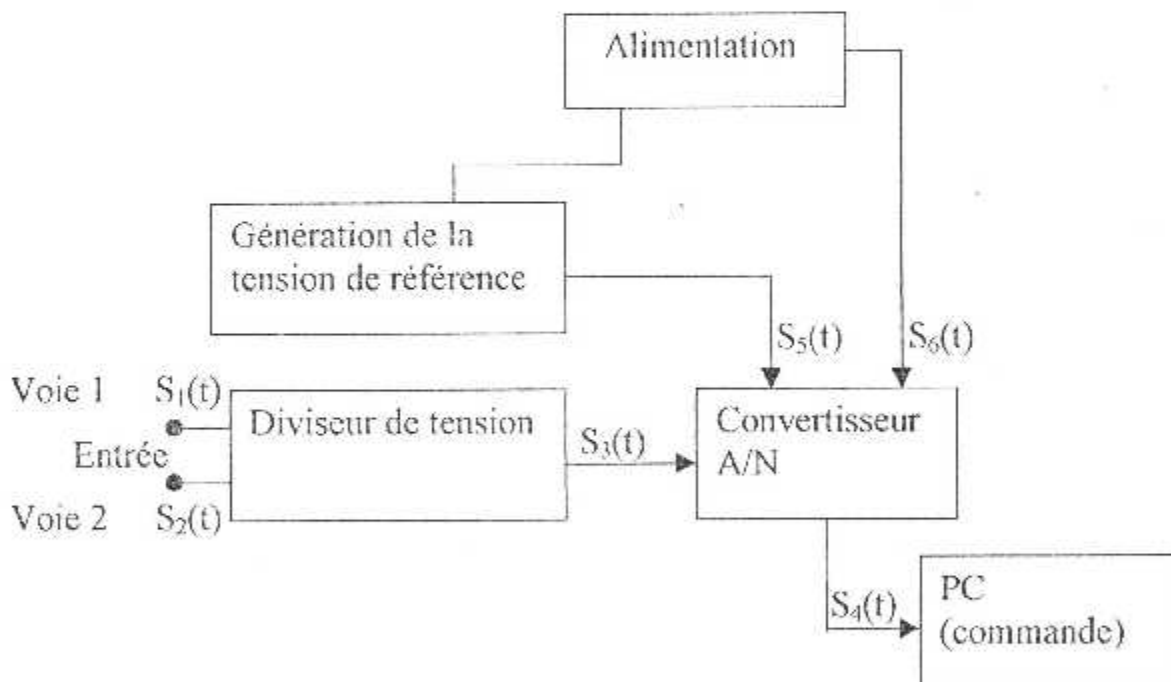 Alimentation
Génération de la
tension de référence
S₅(t)
S₆(t)
Voie 1 S₁(t)
Diviseur de tension
Convertisseur
A/N
Entrée
S₃(t)
Voie 2 S₂(t)
PC
(commande)
S₄(t)